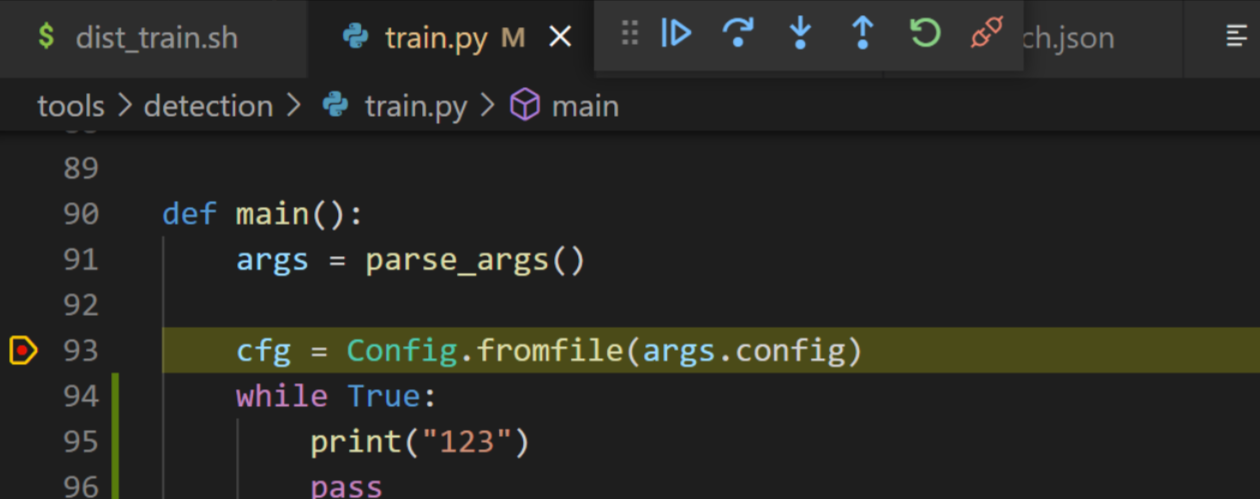 $ dist_train.sh train.py M ch.json
tools > detection > train.py > main
89
90 def main():
91 args = parse_args()
92
93 cfg = Config.fromfile(args.config)
94 while True:
95 print("123")
96 pass